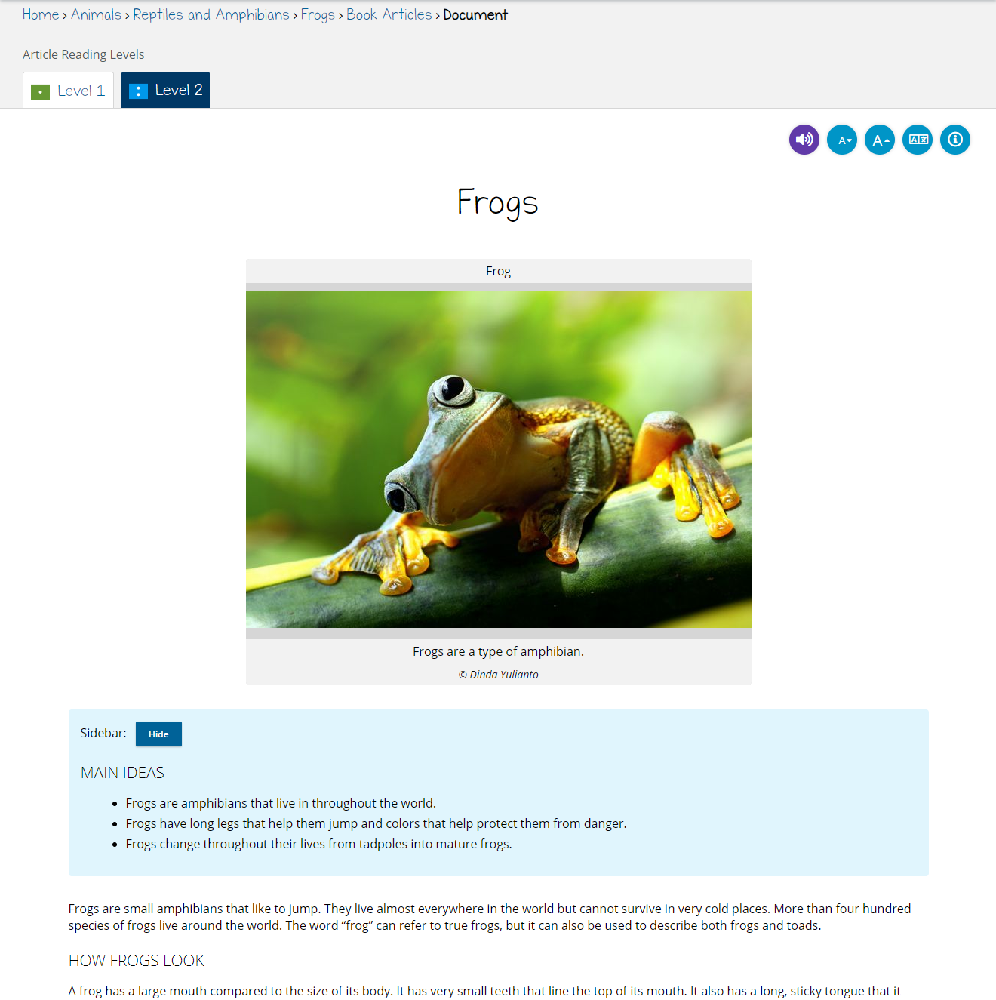 Home › Animals › Reptiles and Amphibians › Frogs › Book Articles › Document
Article Reading Levels
Level 1
Level 2
A
A
A
Frogs
Frog
Frogs are a type of amphibian.
© Dinda Yulianto
Sidebar:
Hide
MAIN IDEAS
• Frogs are amphibians that live in throughout the world.
• Frogs have long legs that help them jump and colors that help protect them from danger.
• Frogs change throughout their lives from tadpoles into mature frogs.
Frogs are small amphibians that like to jump. They live almost everywhere in the world but cannot survive in very cold places. More than four hundred
species of frogs live around the world. The word “frog” can refer to true frogs, but it can also be used to describe both frogs and toads.
HOW FROGS LOOK
A frog has a large mouth compared to the size of its body. It has very small teeth that line the top of its mouth. It also has a long, sticky tongue that it